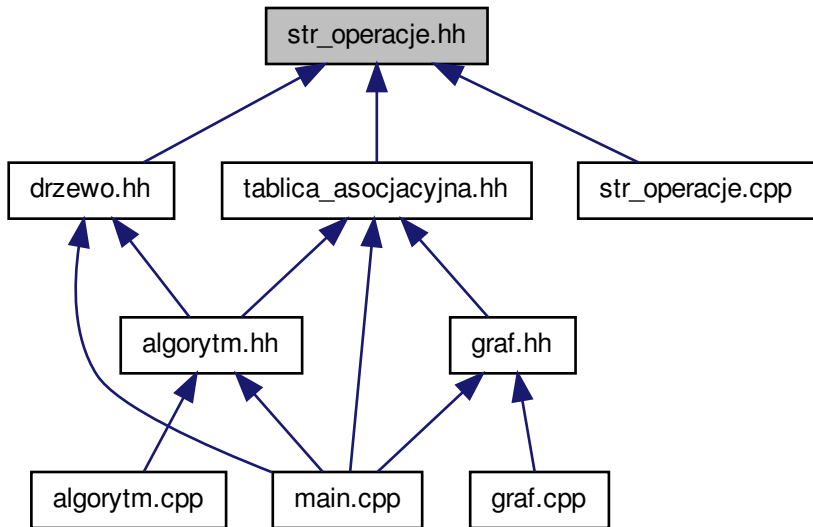 str_operacje.hh
drzewo.hh
tablica_asocjacyjna.hh
str_operacje.cpp
algorytm.hh
graf.hh
algorytm.cpp
main.cpp
graf.cpp